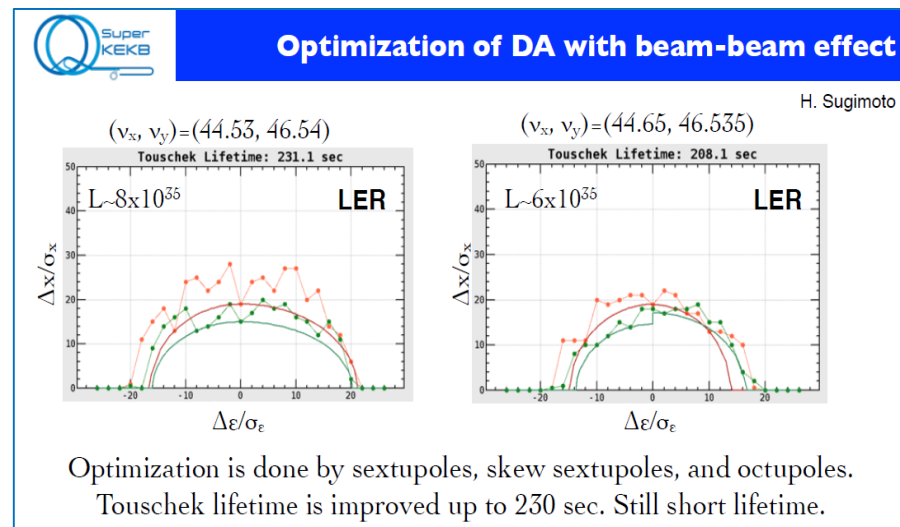 Super
KEKB
Optimization of DA with beam-beam effect
H. Sugimoto
(νx, νy)=(44.53, 46.54)
Touschek Lifetime: 231.1 sec
L~8x10³⁵
LER
50
40
30
20
10
0
Δx/σx
-20 -10 0 10 20
Δε/σε
(νx, νy)=(44.65, 46.535)
Touschek Lifetime: 208.1 sec
L~6x10³⁵
LER
50
40
30
20
10
0
Δx/σx
-20 -10 0 10 20
Δε/σε
Optimization is done by sextupoles, skew sextupoles, and octupoles.
Touschek lifetime is improved up to 230 sec. Still short lifetime.